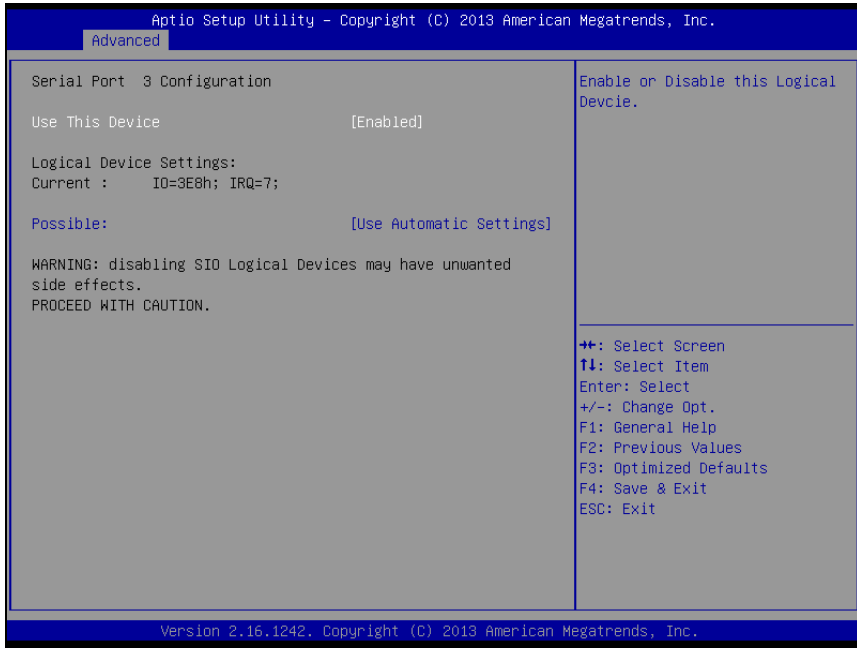 Aptio Setup Utility – Copyright (C) 2013 American Megatrends, Inc.
Advanced
Serial Port 3 Configuration
Use This Device [Enabled]
Logical Device Settings:
Current : IO=3E8h; IRQ=7;
Possible: [Use Automatic Settings]
WARNING: disabling SIO Logical Devices may have unwanted
side effects.
PROCEED WITH CAUTION.
Enable or Disable this Logical
Devcie.
→←: Select Screen
↑↓: Select Item
Enter: Select
+/-: Change Opt.
F1: General Help
F2: Previous Values
F3: Optimized Defaults
F4: Save & Exit
ESC: Exit
Version 2.16.1242. Copyright (C) 2013 American Megatrends, Inc.